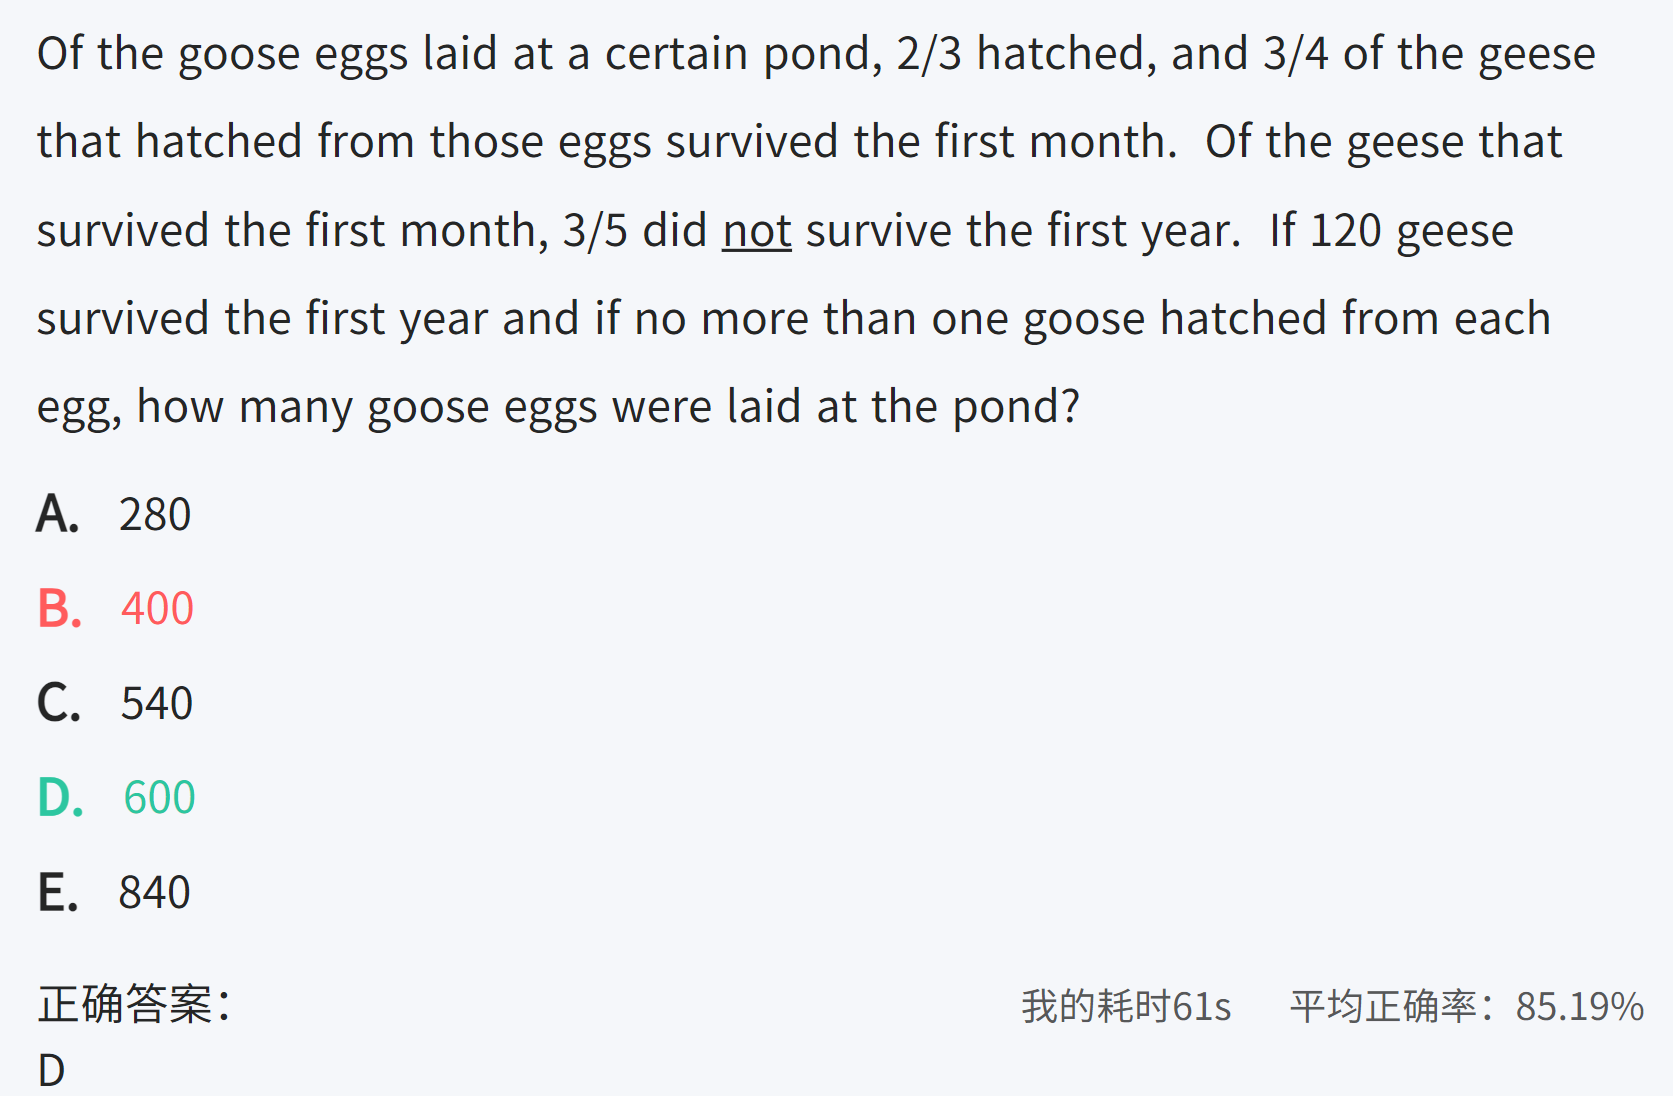 Of the goose eggs laid at a certain pond, 2/3 hatched, and 3/4 of the geese
that hatched from those eggs survived the first month.  Of the geese that
survived the first month, 3/5 did not survive the first year.  If 120 geese
survived the first year and if no more than one goose hatched from each
egg, how many goose eggs were laid at the pond?
A. 280
B. 400
C. 540
D. 600
E. 840
正确答案：
我的耗时61s 平均正确率：85.19%
D